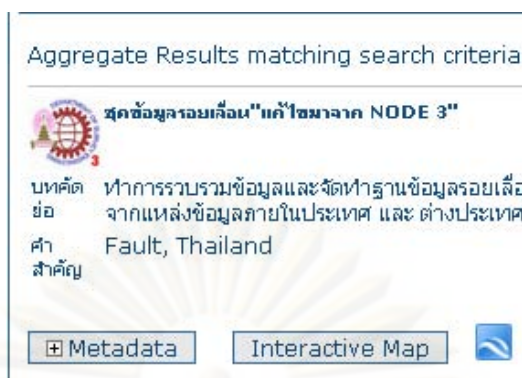 Aggregate Results matching search criteria
ชุดข้อมูลรอยเลื่อน"แก้ไขมาจาก NODE 3"
3
บทคัดย่อ ทำการรวบรวมข้อมูลและจัดทำฐานข้อมูลรอยเลื่อ
จากแหล่งข้อมูลภายในประเทศ และ ต่างประเทศ
คำสำคัญ Fault, Thailand
Metadata Interactive Map